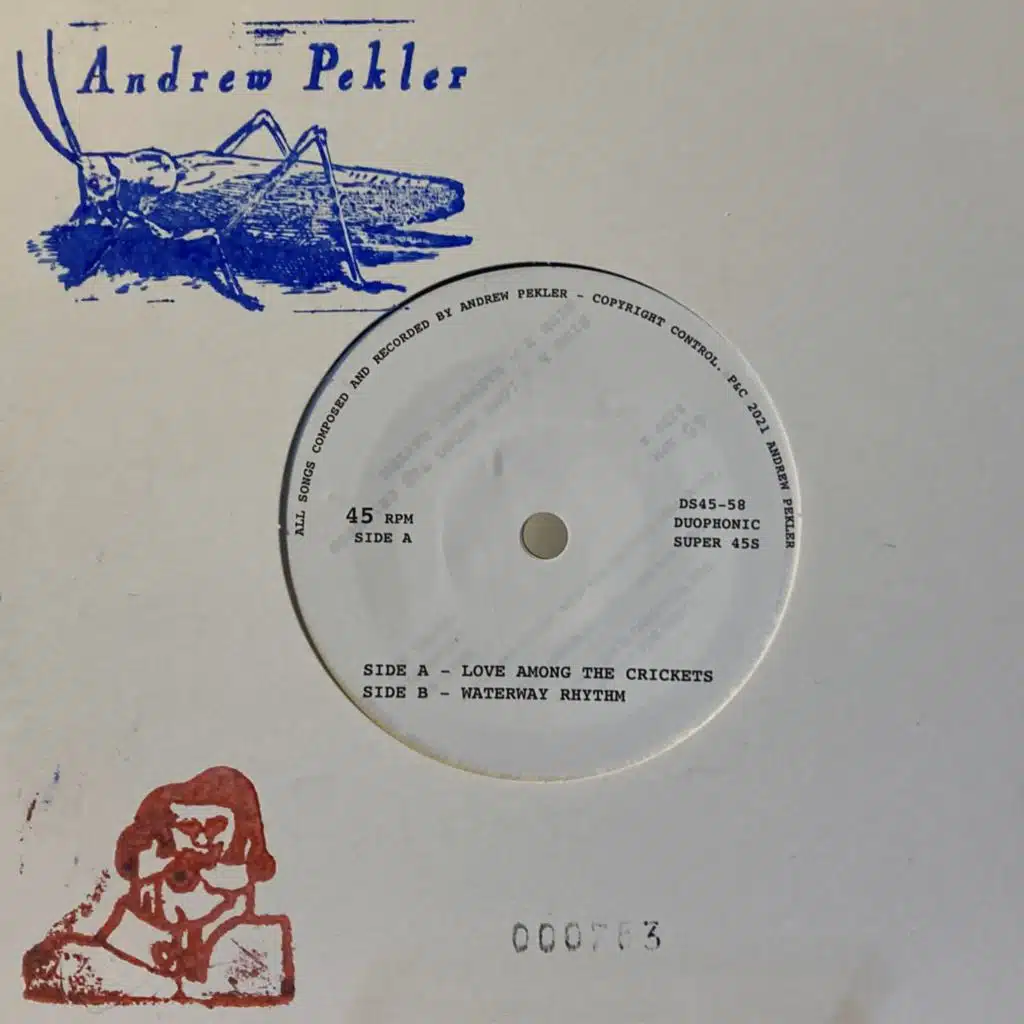 Andrew Pekler
ALL SONGS COMPOSED AND RECORDED BY ANDREW PEKLER - COPYRIGHT CONTROL. P&C 2021 ANDREW PEKLER
45 RPM
SIDE A
DS45-58
DUOPHONIC
SUPER 45S
SIDE A - LOVE AMONG THE CRICKETS
SIDE B - WATERWAY RHYTHM